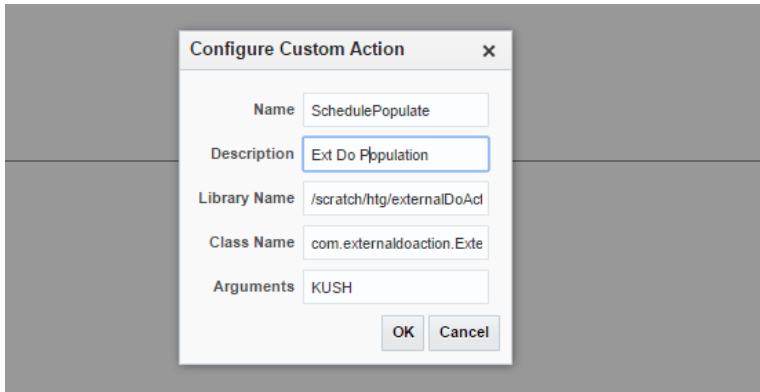 Configure Custom Action ×
Name SchedulePopulate
Description Ext Do Population
Library Name /scratch/htg/externalDoAct
Class Name com.externaldoaction.Exte
Arguments KUSH
OK Cancel